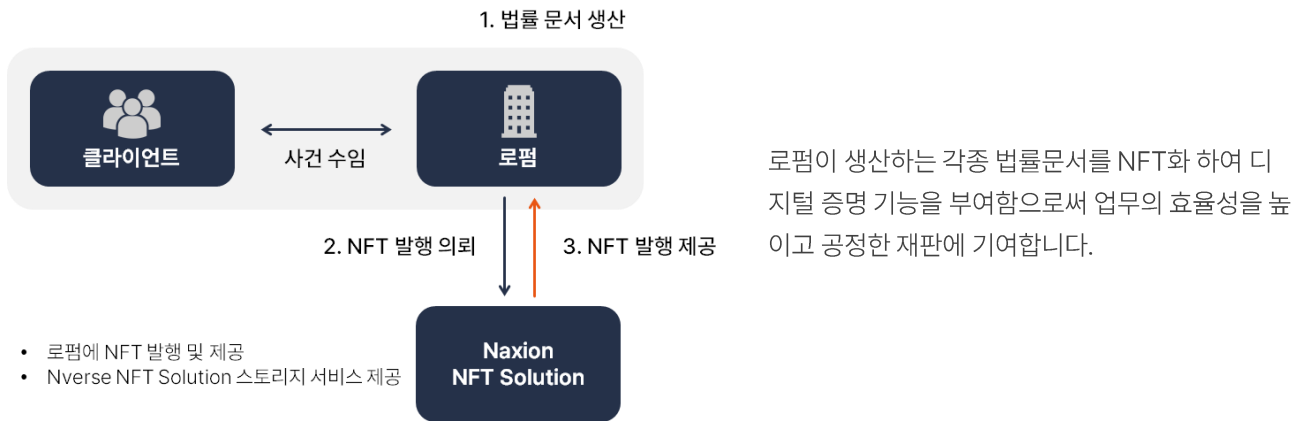 1. 법률 문서 생산
클라이언트
사건 수임
로펌
2. NFT 발행 의뢰
3. NFT 발행 제공
• 로펌에 NFT 발행 및 제공
• Nverse NFT Solution 스토리지 서비스 제공
Naxion
NFT Solution
로펌이 생산하는 각종 법률문서를 NFT화 하여 디
지털 증명 기능을 부여함으로써 업무의 효율성을 높
이고 공정한 재판에 기여합니다.